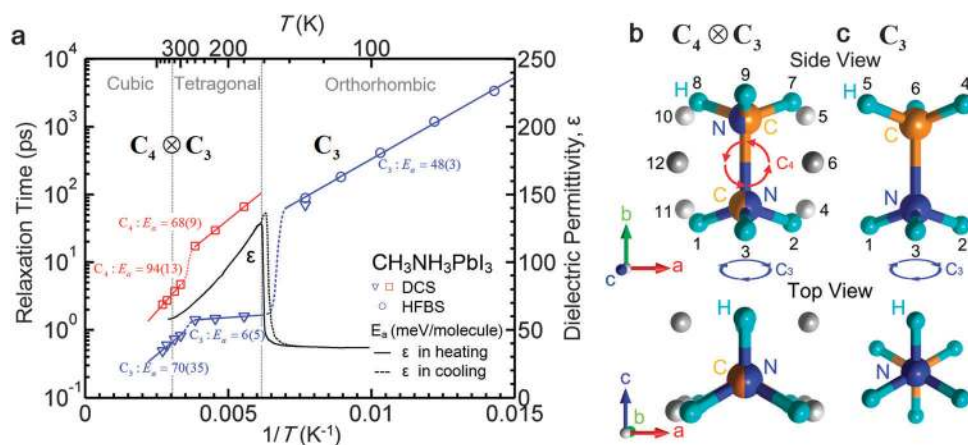 a
T (K)
300 200 100
Cubic Tetragonal Orthorhombic
Relaxation Time (ps)
10^4
10^3
10^2
10^1
10^0
10^-1
C4 ⊗ C3
C3
C4 : Ea = 68(9)
C4 : Ea = 94(13)
C3 : Ea = 70(35)
C3 : Ea = 6(5)
C3 : Ea = 48(3)
ε
CH3NH3PbI3
DCS
HFBS
Ea (meV/molecule)
ε in heating
ε in cooling
250
200
150
100
50
0
Dielectric Permittivity, ε
0 0.005 0.01 0.015
1/T (K^-1)
b C4 ⊗ C3 c C3
Side View
H 8 9 7
10 N C 5
12 C4 6
11 C N 4
1 3 2
C3
b
c a
H 5 6 4
C
N
1 3 2
C3
Top View
H
C N
c
b a
H
N